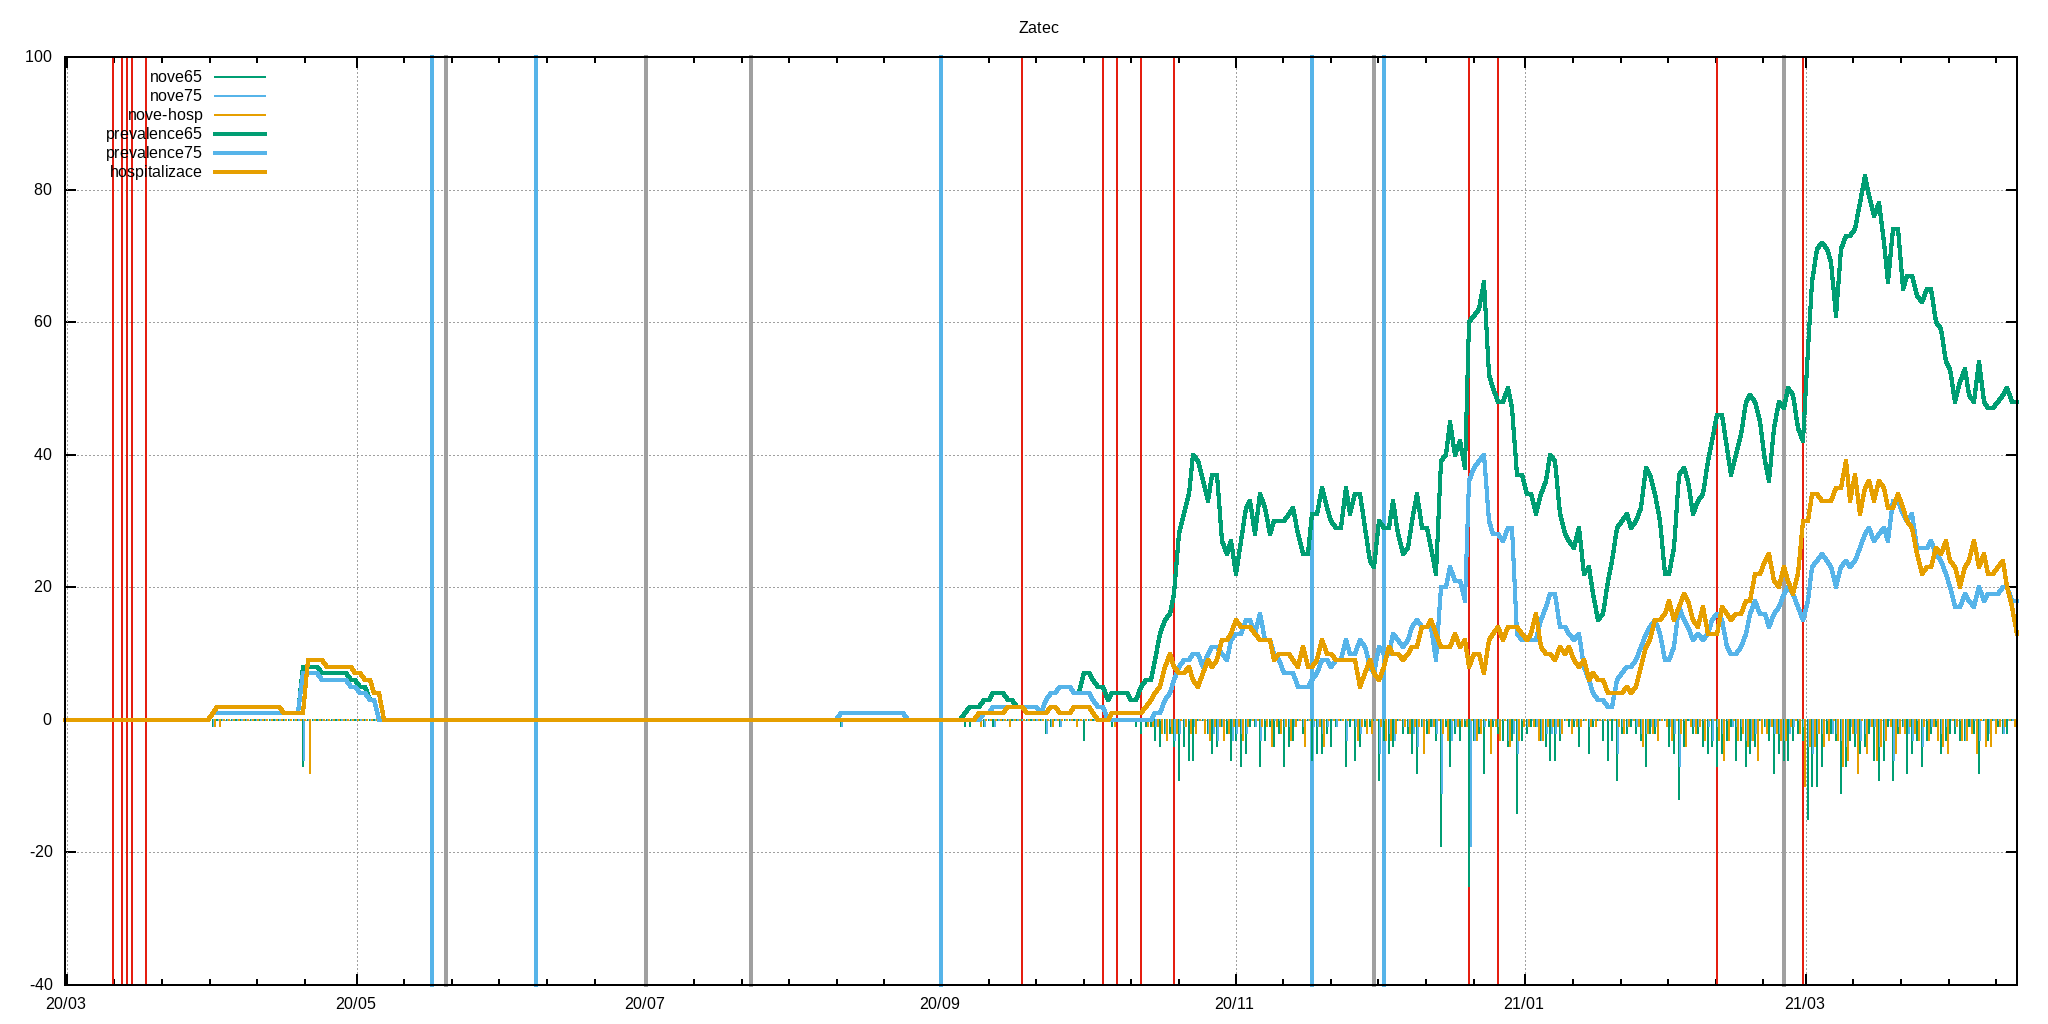 Zatec
100
nove65
nove75
nove-hosp
prevalence65
prevalence75
hospitalizace
80
60
40
20
0
-20
-40
20/03 20/05 20/07 20/09 20/11 21/01 21/03